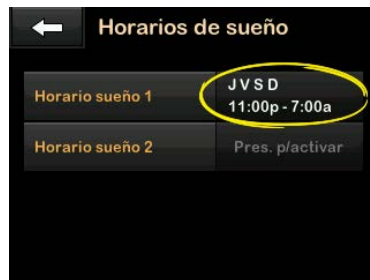 Horarios de sueño
Horario sueño 1
J V S D
11:00p - 7:00a
Horario sueño 2
Pres. p/activar